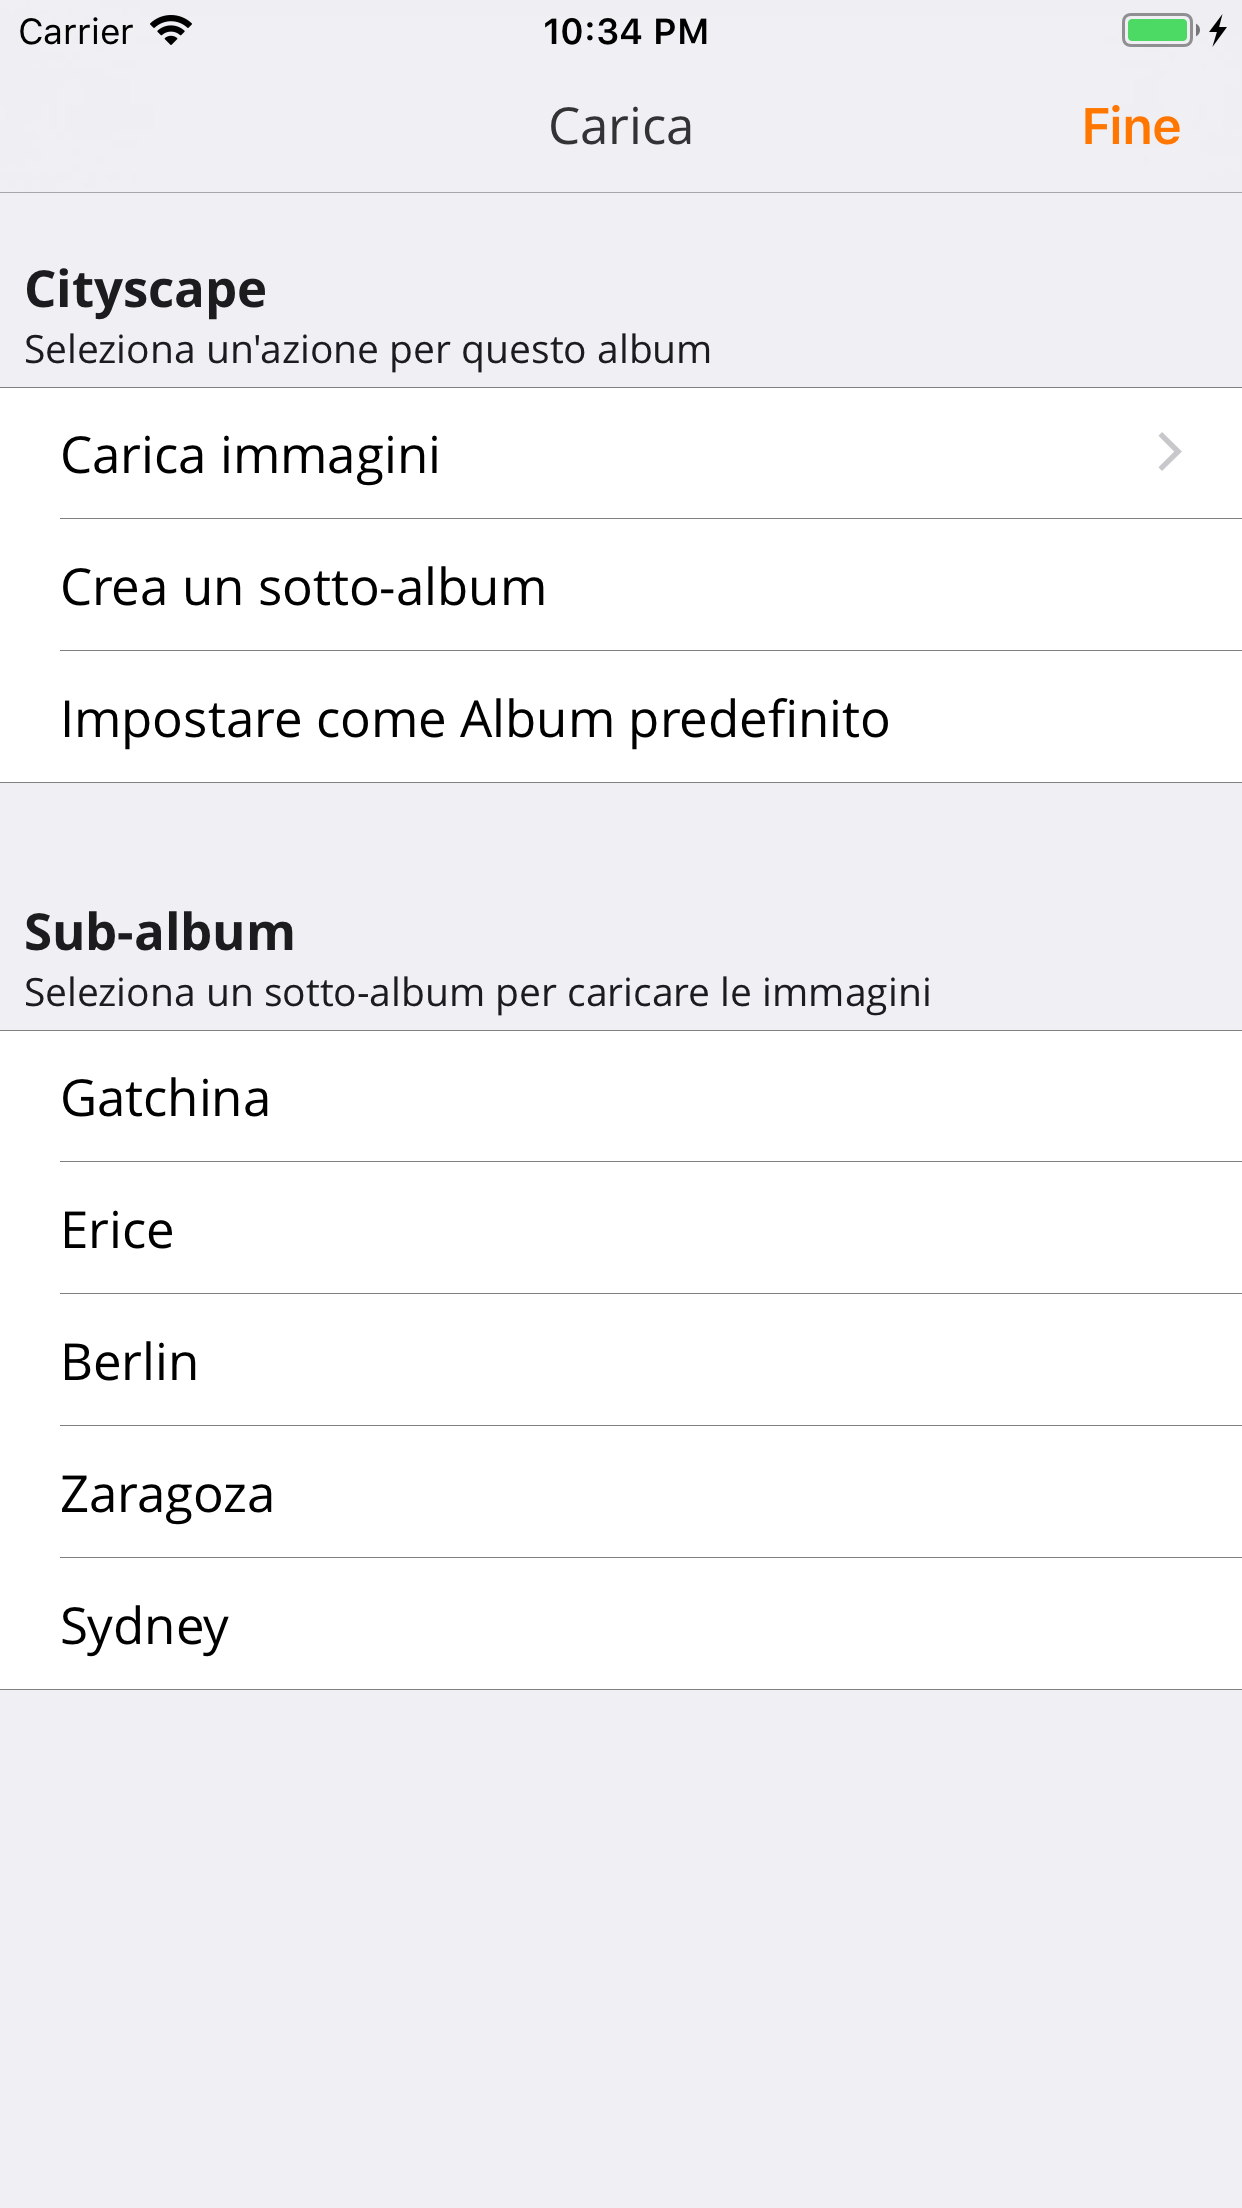 Carrier 10:34 PM
Carica Fine
Cityscape
Seleziona un'azione per questo album
Carica immagini
Crea un sotto-album
Impostare come Album predefinito
Sub-album
Seleziona un sotto-album per caricare le immagini
Gatchina
Erice
Berlin
Zaragoza
Sydney